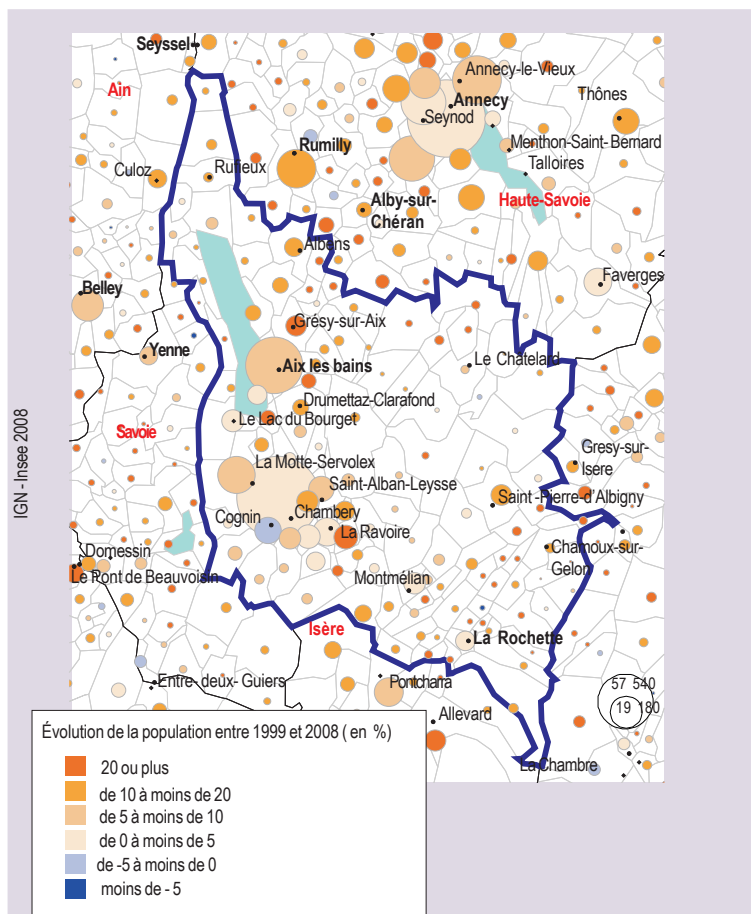 Seyssel
Ain
Annecy-le-Vieux
Annecy
Seynod
Thônes
Menthon-Saint-Bernard
Talloires
Rumilly
Culoz
Ruffieux
Alby-sur-
Chéran
Haute-Savoie
Albens
Faverges
Belley
Grésy-sur-Aix
Yenne
Aix les bains
Le Chatelard
Drumettaz-Clarafond
Le Lac du Bourget
Savoie
Gresy-sur-
Isere
La Motte-Servolex
Saint-Alban-Leysse
Saint -Pierre-d'Albigny
Cognin
Chambery
La Ravoire
Domessin
Le Pont de Beauvoisin
Chamoux-sur-
Gelon
Montmélian
Isère
La Rochette
Entre-deux-Guiers
Pontcharra
57 540
19 180
Allevard
La Chambre
IGN - Insee 2008
Évolution de la population entre 1999 et 2008 ( en %)
20 ou plus
de 10 à moins de 20
de 5 à moins de 10
de 0 à moins de 5
de -5 à moins de 0
moins de - 5